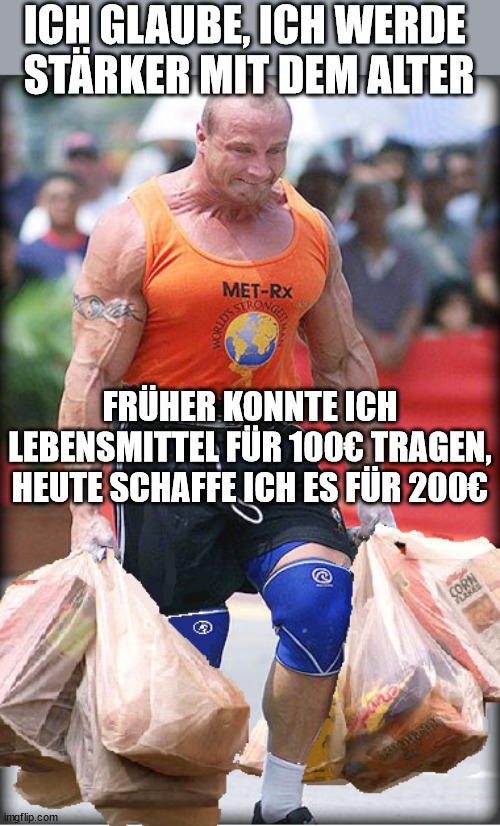 ICH GLAUBE, ICH WERDE
STÄRKER MIT DEM ALTER
MET-Rx
WORLD'S STRONGEST MAN
FRÜHER KONNTE ICH
LEBENSMITTEL FÜR 100€ TRAGEN,
HEUTE SCHAFFE ICH ES FÜR 200€
CORN
FLAKES
imgflip.com